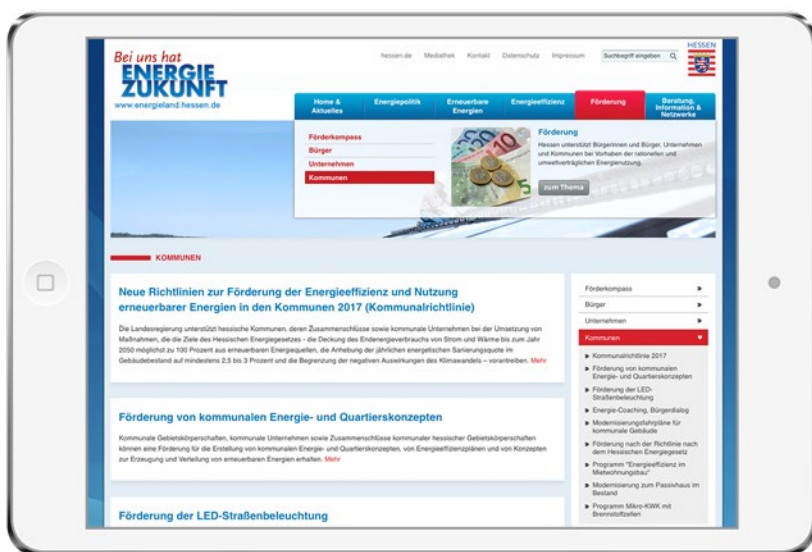 Bei uns hat
ENERGIE
ZUKUNFT
www.energieland.hessen.de
hessen.de Mediathek Kontakt Datenschutz Impressum
Suchbegriff eingeben
HESSEN
Home & Aktuelles
Energiepolitik
Erneuerbare Energien
Energieeffizienz
Förderung
Beratung, Information & Netzwerke
Förderkompass
Bürger
Unternehmen
Kommunen
Förderung
Hessen unterstützt Bürgerinnen und Bürger, Unternehmen
und Kommunen bei Vorhaben der rationellen und
umweltverträglichen Energienutzung.
zum Thema
KOMMUNEN
Neue Richtlinien zur Förderung der Energieeffizienz und Nutzung
erneuerbarer Energien in den Kommunen 2017 (Kommunalrichtlinie)
Die Landesregierung unterstützt hessische Kommunen, deren Zusammenschlüsse sowie kommunale Unternehmen bei der Umsetzung von
Maßnahmen, die die Ziele des Hessischen Energiegesetzes - die Deckung des Endenergieverbrauchs von Strom und Wärme bis zum Jahr
2050 möglichst zu 100 Prozent aus erneuerbaren Energiequellen, die Anhebung der jährlichen energetischen Sanierungsquote im
Gebäudebestand auf mindestens 2,5 bis 3 Prozent und die Begrenzung der negativen Auswirkungen des Klimawandels – vorantreiben. Mehr
Förderung von kommunalen Energie- und Quartierskonzepten
Kommunale Gebietskörperschaften, kommunale Unternehmen sowie Zusammenschlüsse kommunaler hessischer Gebietskörperschaften
können eine Förderung für die Erstellung von kommunalen Energie- und Quartierskonzepten, von Energieeffizienzplänen und von Konzepten
zur Erzeugung und Verteilung von erneuerbaren Energien erhalten. Mehr
Förderung der LED-Straßenbeleuchtung
Förderkompass
Bürger
Unternehmen
Kommunen
Kommunalrichtlinie 2017
Förderung von kommunalen
Energie- und Quartierskonzepten
Förderung der LED-
Straßenbeleuchtung
Energie-Coaching, Bürgerdialog
Modernisierungsfahrpläne für
kommunale Gebäude
Förderung nach der Richtlinie nach
dem Hessischen Energiegesetz
Programm "Energieeffizienz im
Mietwohnungsbau"
Modernisierung zum Passivhaus im
Bestand
Programm Mikro-KWK mit
Brennstoffzellen